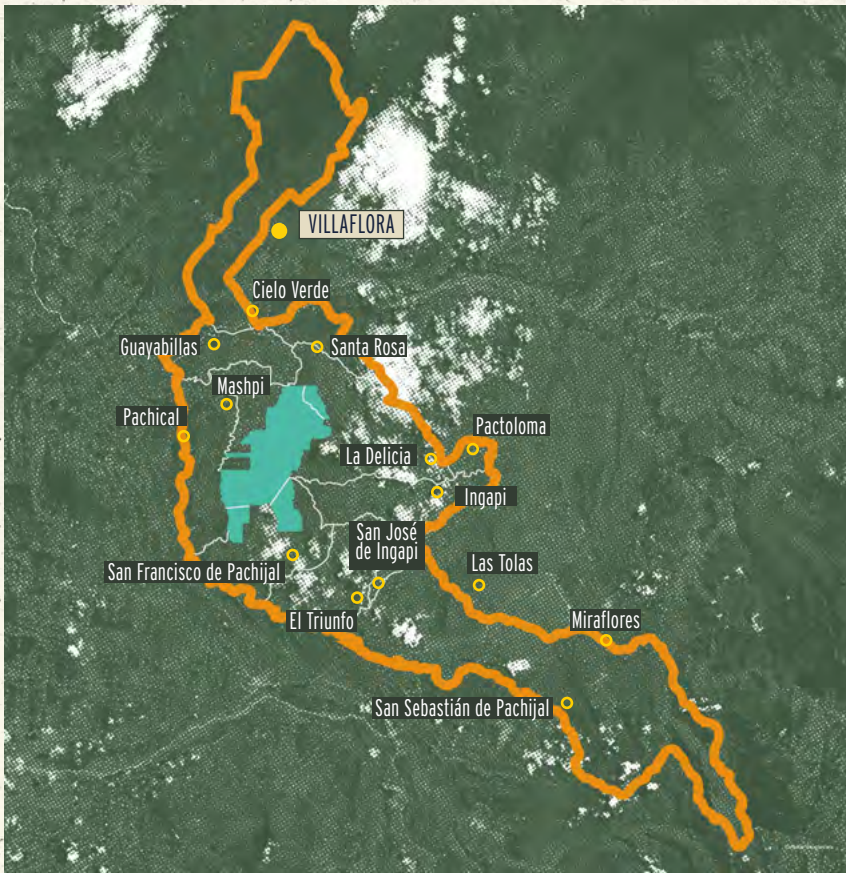 VILLAFLORA
Cielo Verde
Guayabillas
Santa Rosa
Mashpi
Pachical
Pactoloma
La Delicia
Ingapi
San José
de Ingapi
San Francisco de Pachijal
Las Tolas
El Triunfo
Miraflores
San Sebastián de Pachijal